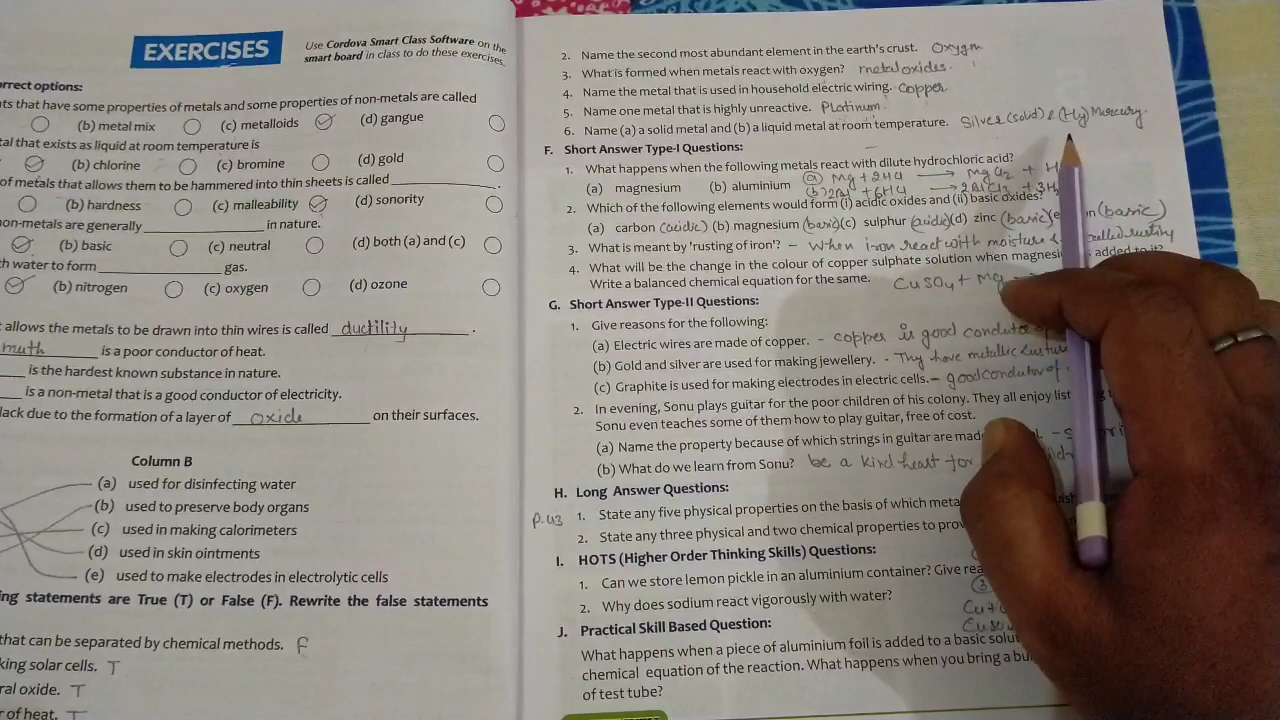 EXERCISES
Use Cordova Smart Class Software on the
smart board in class to do these exercises.
orrect options:
ts that have some properties of metals and some properties of non-metals are called
(b) metal mix (c) metalloids (d) gangue
tal that exists as liquid at room temperature is
(b) chlorine (c) bromine (d) gold
of metals that allows them to be hammered into thin sheets is called
(b) hardness (c) malleability (d) sonority
non-metals are generally in nature.
(b) basic (c) neutral (d) both (a) and (c)
h water to form gas.
(b) nitrogen (c) oxygen (d) ozone
allows the metals to be drawn into thin wires is called ductility .
muth is a poor conductor of heat.
is the hardest known substance in nature.
is a non-metal that is a good conductor of electricity.
lack due to the formation of a layer of oxide on their surfaces.
Column B
(a) used for disinfecting water
(b) used to preserve body organs
(c) used in making calorimeters
(d) used in skin ointments
(e) used to make electrodes in electrolytic cells
ing statements are True (T) or False (F). Rewrite the false statements
that can be separated by chemical methods. F
king solar cells. T
ral oxide. T
r of heat. T
2. Name the second most abundant element in the earth's crust. Oxygen
3. What is formed when metals react with oxygen? metal oxides.
4. Name the metal that is used in household electric wiring. Copper
5. Name one metal that is highly unreactive. Platinum.
6. Name (a) a solid metal and (b) a liquid metal at room temperature. Silver (solid) & (Hg) Mercury.
F. Short Answer Type-I Questions:
1. What happens when the following metals react with dilute hydrochloric acid?
(a) magnesium (b) aluminium (a) Mg + 2HCl → MgCl2 + H
(b) 2Al + 6HCl → 2AlCl3 + 3H
2. Which of the following elements would form (i) acidic oxides and (ii) basic oxides?
(a) carbon (acidic) (b) magnesium (basic) (c) sulphur (acidic) (d) zinc (basic) (e n (basic)
3. What is meant by 'rusting of iron'? – When iron react with moisture & called rusting
4. What will be the change in the colour of copper sulphate solution when magnesi added to it?
Write a balanced chemical equation for the same. CuSO4 + Mg
G. Short Answer Type-II Questions:
1. Give reasons for the following:
(a) Electric wires are made of copper. – copper is good conducto
(b) Gold and silver are used for making jewellery. - They have metallic lusture
(c) Graphite is used for making electrodes in electric cells. – good conductor of
2. In evening, Sonu plays guitar for the poor children of his colony. They all enjoy list
Sonu even teaches some of them how to play guitar, free of cost.
(a) Name the property because of which strings in guitar are mad
(b) What do we learn from Sonu? be a kind heart for
H. Long Answer Questions:
P.43 1. State any five physical properties on the basis of which meta
2. State any three physical and two chemical properties to prov
I. HOTS (Higher Order Thinking Skills) Questions:
1. Can we store lemon pickle in an aluminium container? Give rea
2. Why does sodium react vigorously with water?
J. Practical Skill Based Question:
What happens when a piece of aluminium foil is added to a basic solu
chemical equation of the reaction. What happens when you bring a bu
of test tube?